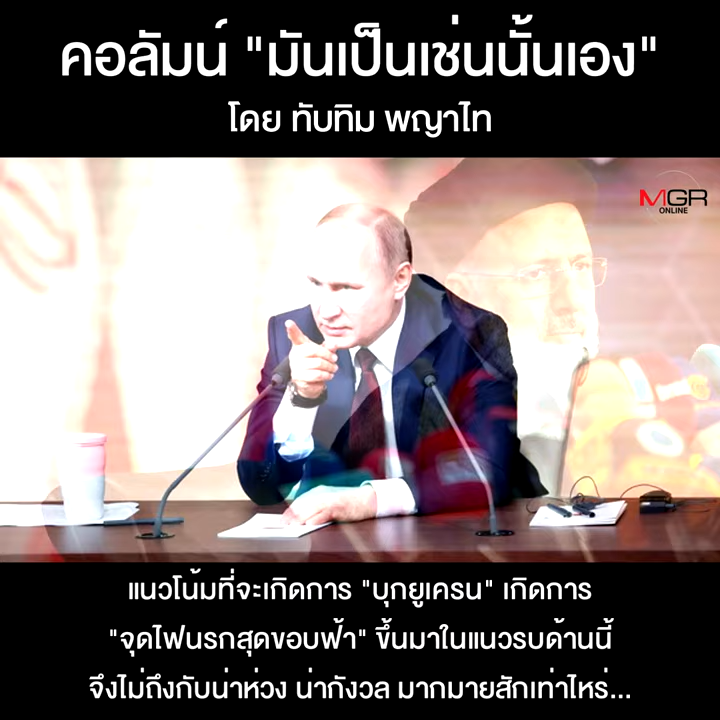 คอลัมน์ "มันเป็นเช่นนั้นเอง"
โดย ทับทิม พญาไท
MGR
ONLINE
แนวโน้มที่จะเกิดการ "บุกยูเครน" เกิดการ
"จุดไฟนรกสุดขอบฟ้า" ขึ้นมาในแนวรบด้านนี้
จึงไม่ถึงกับน่าห่วง น่ากังวล มากมายสักเท่าไหร่...